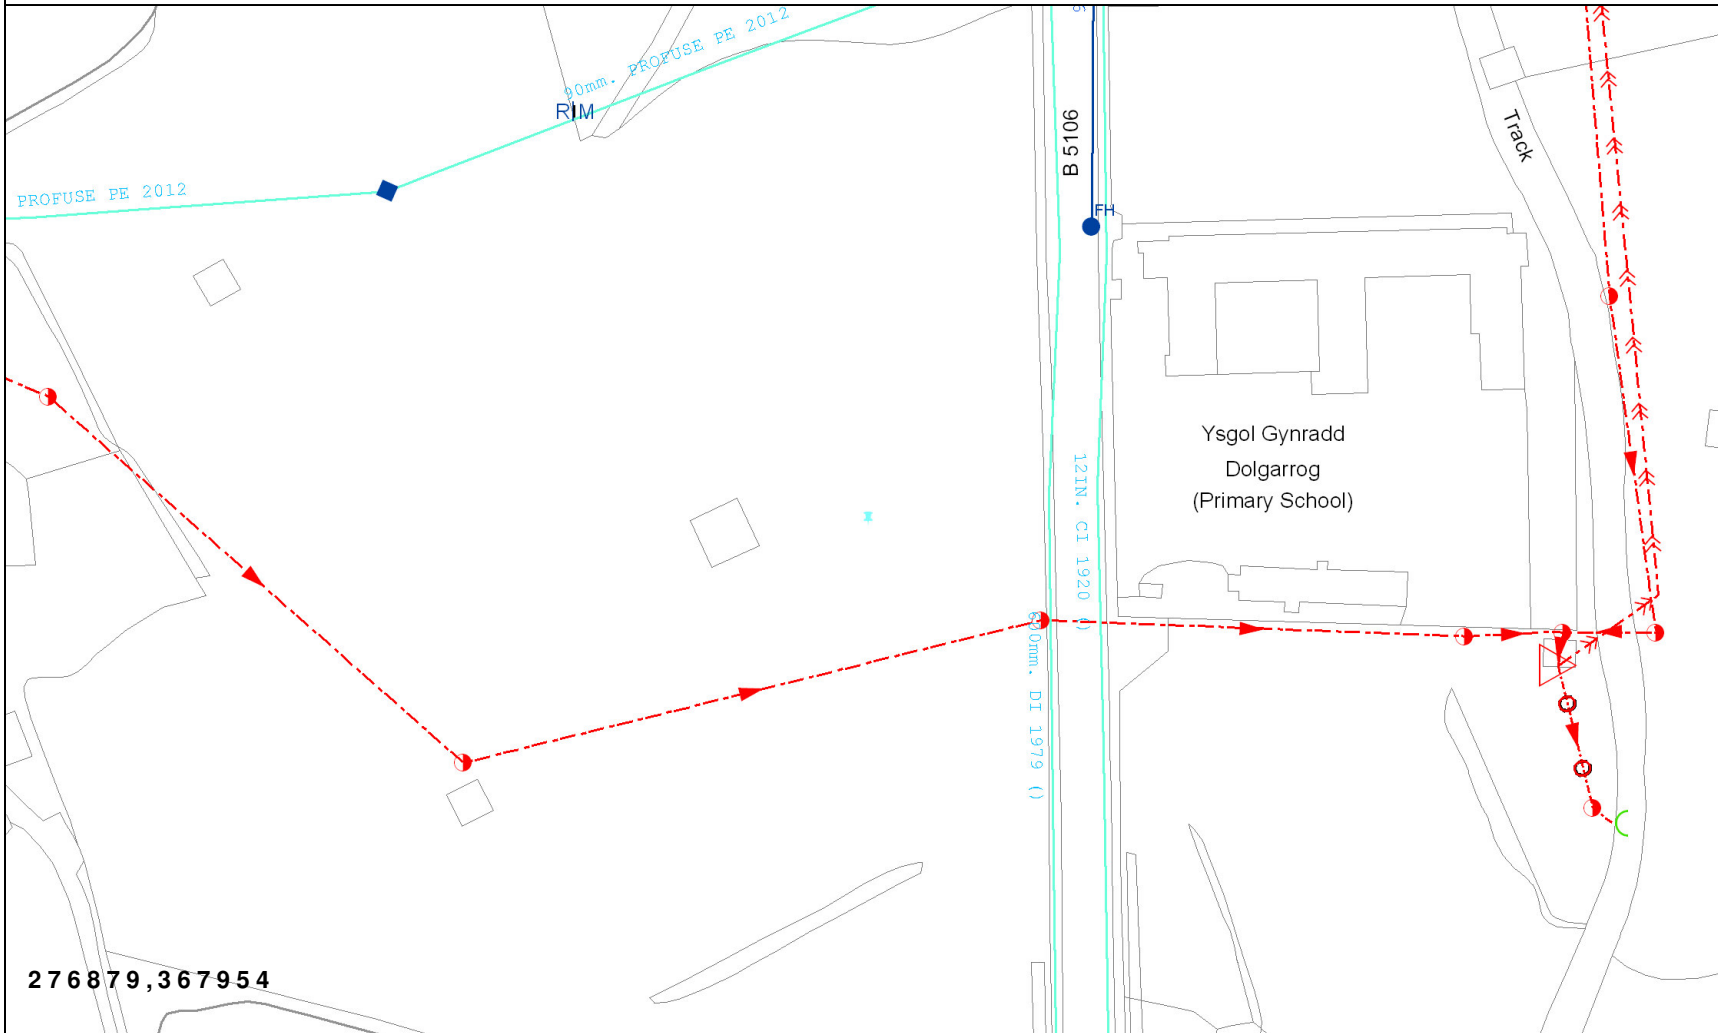 90mm. PROFUSE PE 2012
RIM
PROFUSE PE 2012
B 5106
FH
Track
Ysgol Gynradd
Dolgarrog
(Primary School)
12IN. CI 1920 ()
DI 1979 ()
276879,367954